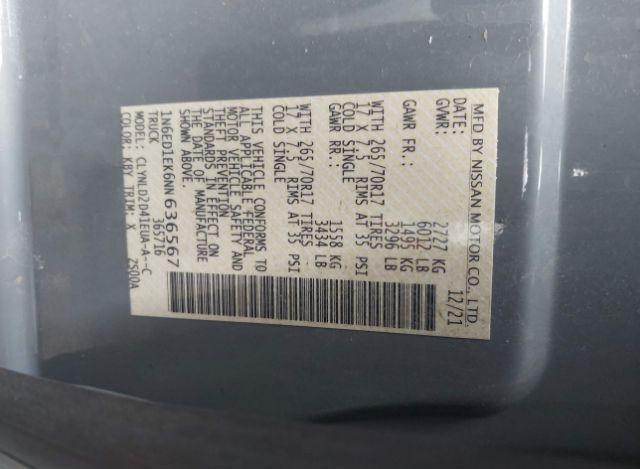 MFD BY NISSAN MOTOR CO., LTD.
DATE: 12/21
GVWR: 2727 KG
6012 LB
GAWR FR: 1495 KG
3296 LB
WITH 265/70R17 TIRES
17 X 7.5 RIMS AT 35 PSI
COLD SINGLE
GAWR RR: 1558 KG
3434 LB
WITH 265/70R17 TIRES
17 X 7.5 RIMS AT 35 PSI
COLD SINGLE
THIS VEHICLE CONFORMS TO
ALL APPLICABLE FEDERAL
MOTOR VEHICLE SAFETY AND
THEFT PREVENTION
STANDARDS IN EFFECT ON
THE DATE OF MANUFACTURE
SHOWN ABOVE.
1N6ED1EK6NN636567
TRUCK 365716
MODEL: CLYNLD2D41EUA-A--C
COLOR: KBY TRIM: X ZS00A